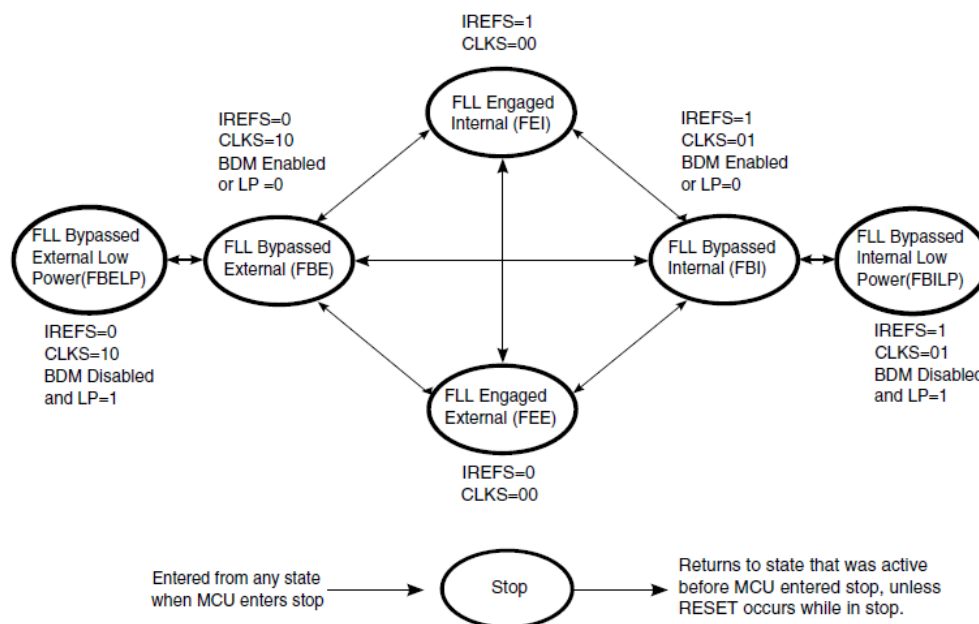 IREFS=1
CLKS=00
FLL Engaged
Internal (FEI)
IREFS=0
CLKS=10
BDM Enabled
or LP =0
IREFS=1
CLKS=01
BDM Enabled
or LP=0
FLL Bypassed
External Low
Power(FBELP)
FLL Bypassed
External (FBE)
FLL Bypassed
Internal (FBI)
FLL Bypassed
Internal Low
Power(FBILP)
IREFS=0
CLKS=10
BDM Disabled
and LP=1
IREFS=1
CLKS=01
BDM Disabled
and LP=1
FLL Engaged
External (FEE)
IREFS=0
CLKS=00
Entered from any state
when MCU enters stop
Stop
Returns to state that was active
before MCU entered stop, unless
RESET occurs while in stop.